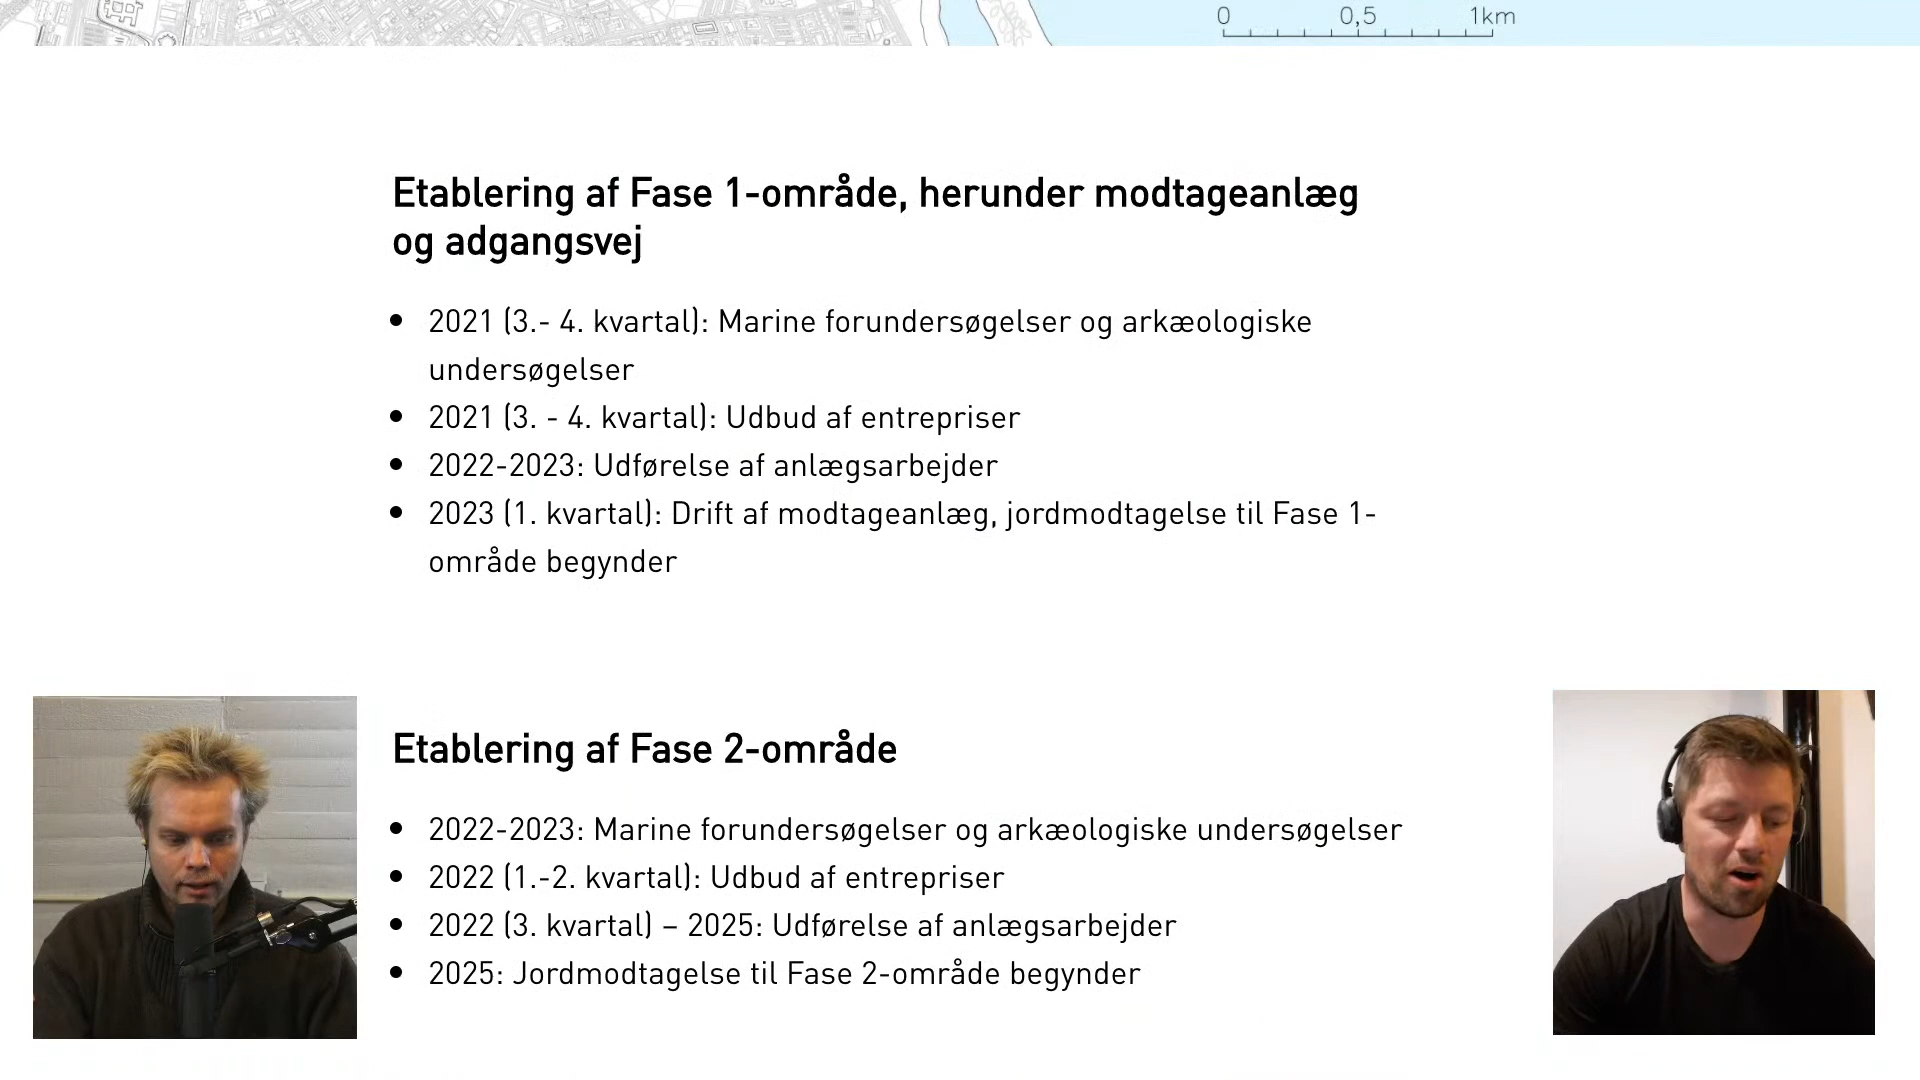 0 0,5 1km
Etablering af Fase 1-område, herunder modtageanlæg
og adgangsvej
• 2021 (3.- 4. kvartal): Marine forundersøgelser og arkæologiske
undersøgelser
• 2021 (3. - 4. kvartal): Udbud af entrepriser
• 2022-2023: Udførelse af anlægsarbejder
• 2023 (1. kvartal): Drift af modtageanlæg, jordmodtagelse til Fase 1-
område begynder
Etablering af Fase 2-område
• 2022-2023: Marine forundersøgelser og arkæologiske undersøgelser
• 2022 (1.-2. kvartal): Udbud af entrepriser
• 2022 (3. kvartal) – 2025: Udførelse af anlægsarbejder
• 2025: Jordmodtagelse til Fase 2-område begynder